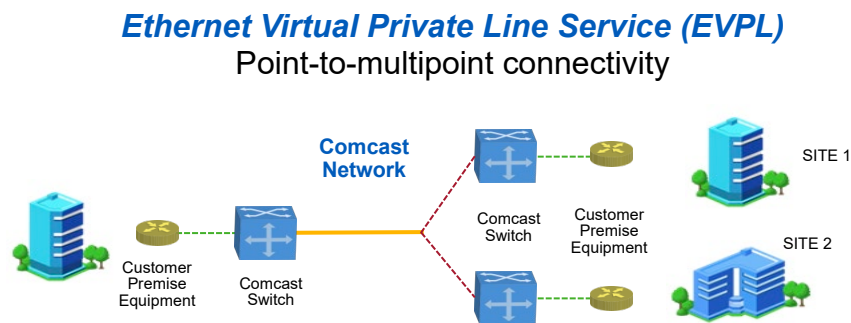 Ethernet Virtual Private Line Service (EVPL)
Point-to-multipoint connectivity
Comcast
Network
SITE 1
Comcast
Switch
Customer
Premise
Equipment
SITE 2
Customer
Premise
Equipment
Comcast
Switch